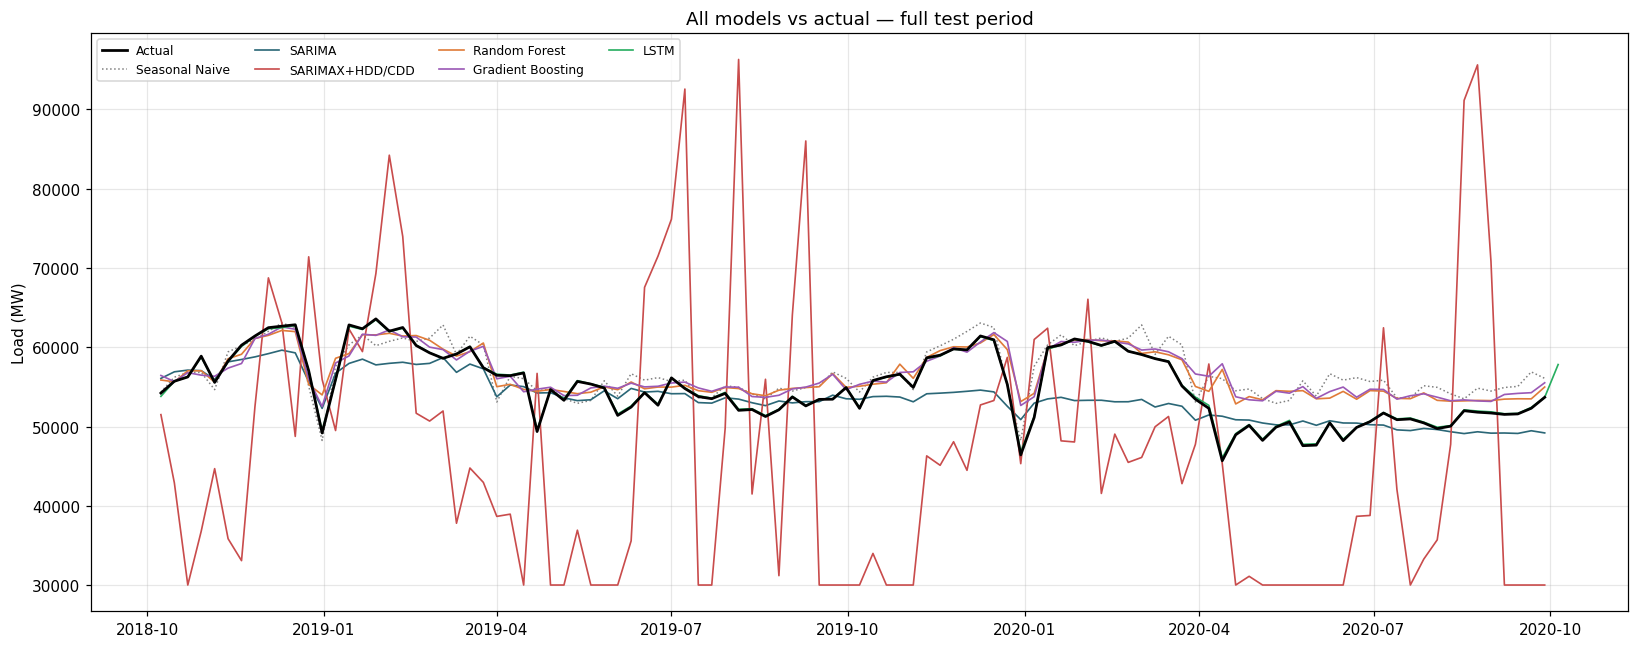 All models vs actual — full test period
Actual
Seasonal Naive
SARIMA
SARIMAX+HDD/CDD
Random Forest
Gradient Boosting
LSTM
Load (MW)
90000
80000
70000
60000
50000
40000
30000
2018-10 2019-01 2019-04 2019-07 2019-10 2020-01 2020-04 2020-07 2020-10